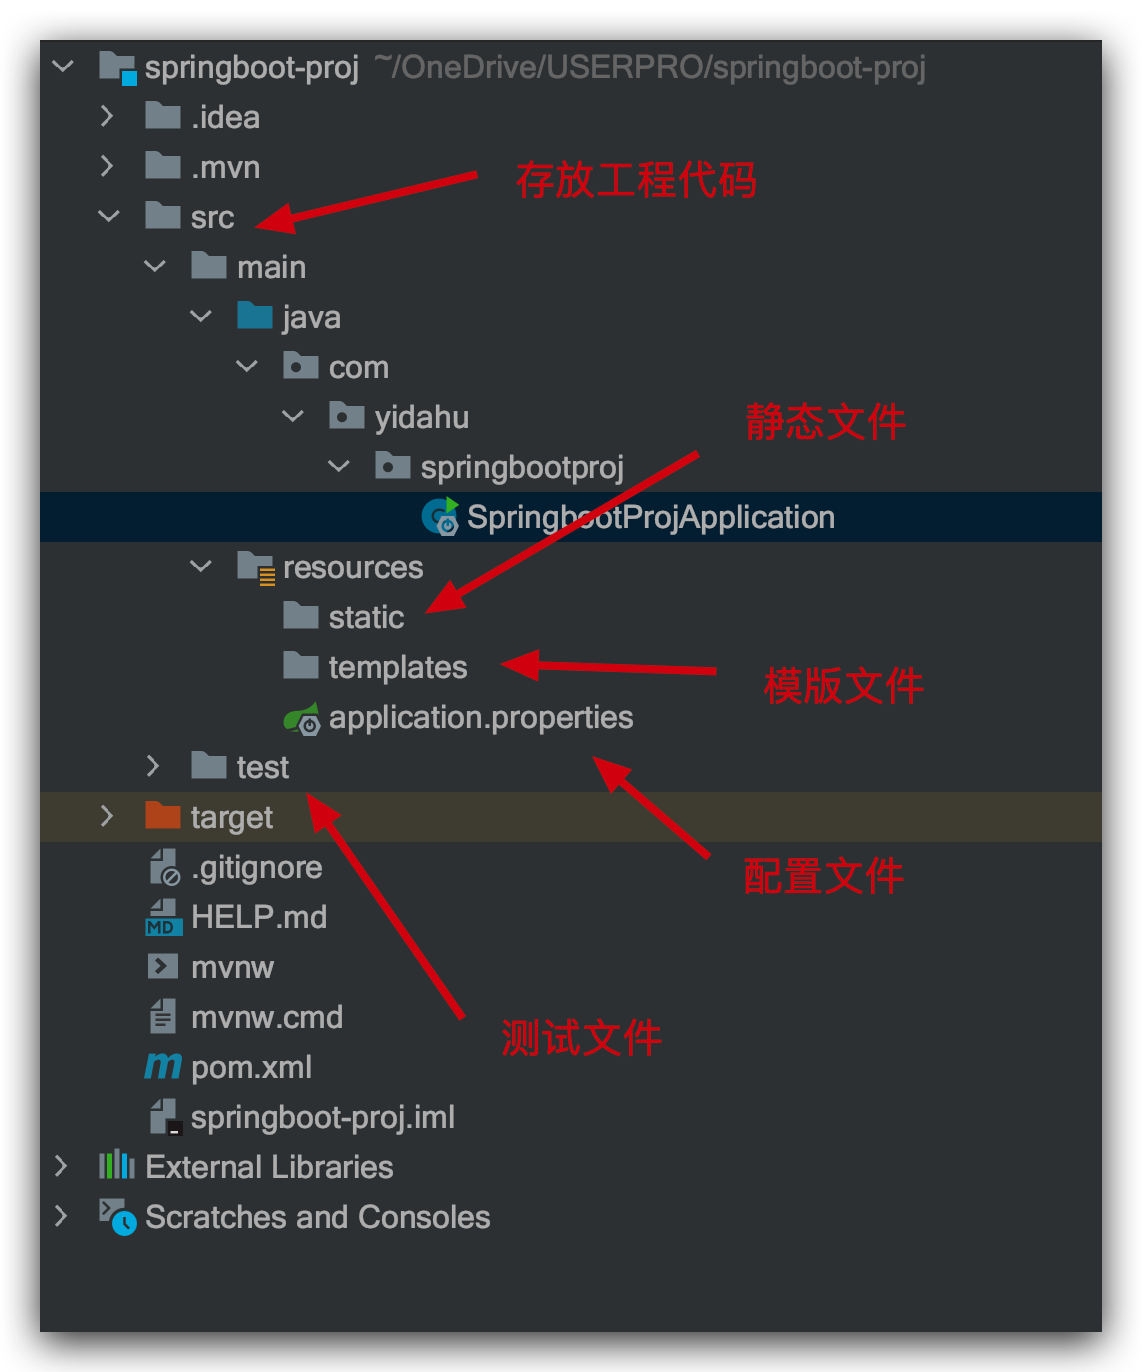 springboot-proj ~/OneDrive/USERPRO/springboot-proj
.idea
.mvn
存放工程代码
src
main
java
com
yidahu
静态文件
springbootproj
SpringbootProjApplication
resources
static
templates
模版文件
application.properties
test
target
.gitignore
配置文件
HELP.md
mvnw
mvnw.cmd
测试文件
pom.xml
springboot-proj.iml
External Libraries
Scratches and Consoles